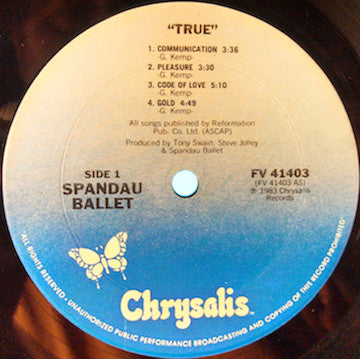 "TRUE"
1. COMMUNICATION 3:36
-G. Kemp-
2. PLEASURE 3:30
-G. Kemp-
3. CODE OF LOVE 5:10
-G. Kemp-
4. GOLD 4:49
-G. Kemp-
All songs published by Reformation
Pub. Co. Ltd. (ASCAP)
Produced by Tony Swain, Steve Jolley
& Spandau Ballet
SIDE 1
SPANDAU
BALLET
FV 41403
(FV 41403 AS)
℗ 1983 Chrysalis
Records
Chrysalis™
·ALL RIGHTS RESERVED·UNAUTHORIZED PUBLIC PERFORMANCE BROADCASTING AND COPYING OF THIS RECORD PROHIBITED·